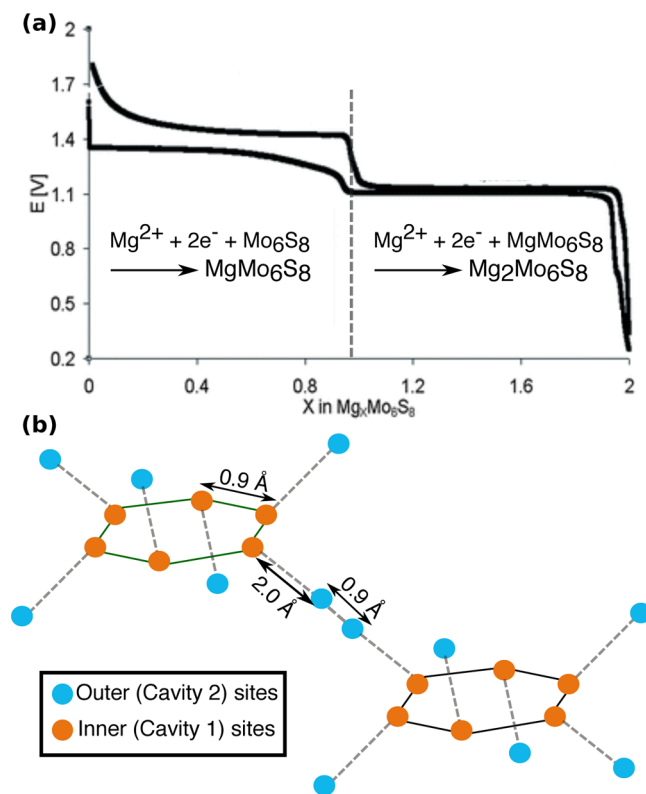 (a)
2
1.7
1.4
1.1
0.8
0.5
0.2
E [V]
Mg2+ + 2e- + Mo6S8
MgMo6S8
Mg2+ + 2e- + MgMo6S8
Mg2Mo6S8
0 0.4 0.8 1.2 1.6 2
X in MgxMo6S8
(b)
0.9 Å
2.0 Å
0.9 Å
Outer (Cavity 2) sites
Inner (Cavity 1) sites